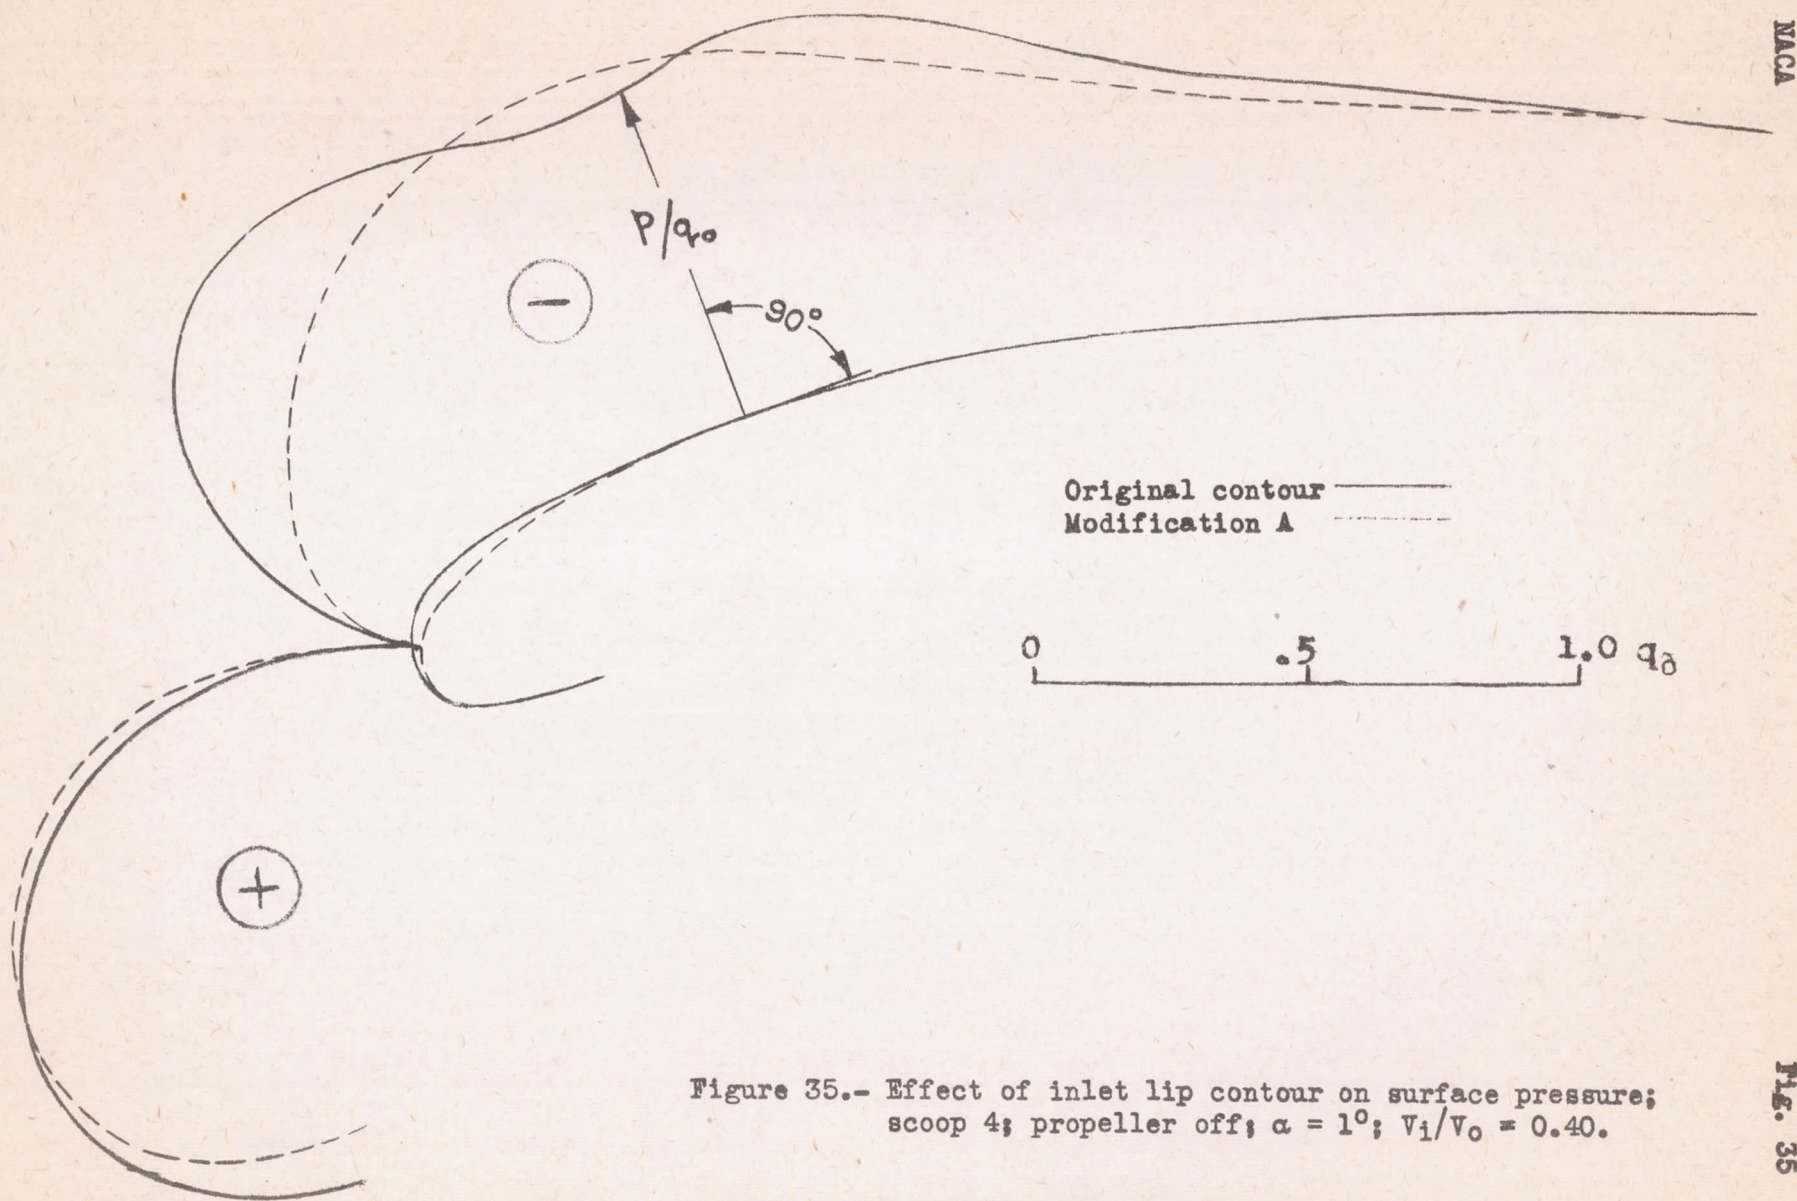 NACA
P/q₀
−
90°
Original contour
Modification A
0 .5 1.0 q₀
+
Figure 35.- Effect of inlet lip contour on surface pressure;
scoop 4; propeller off; α = 1°; Vi/Vo = 0.40.
Fig. 35